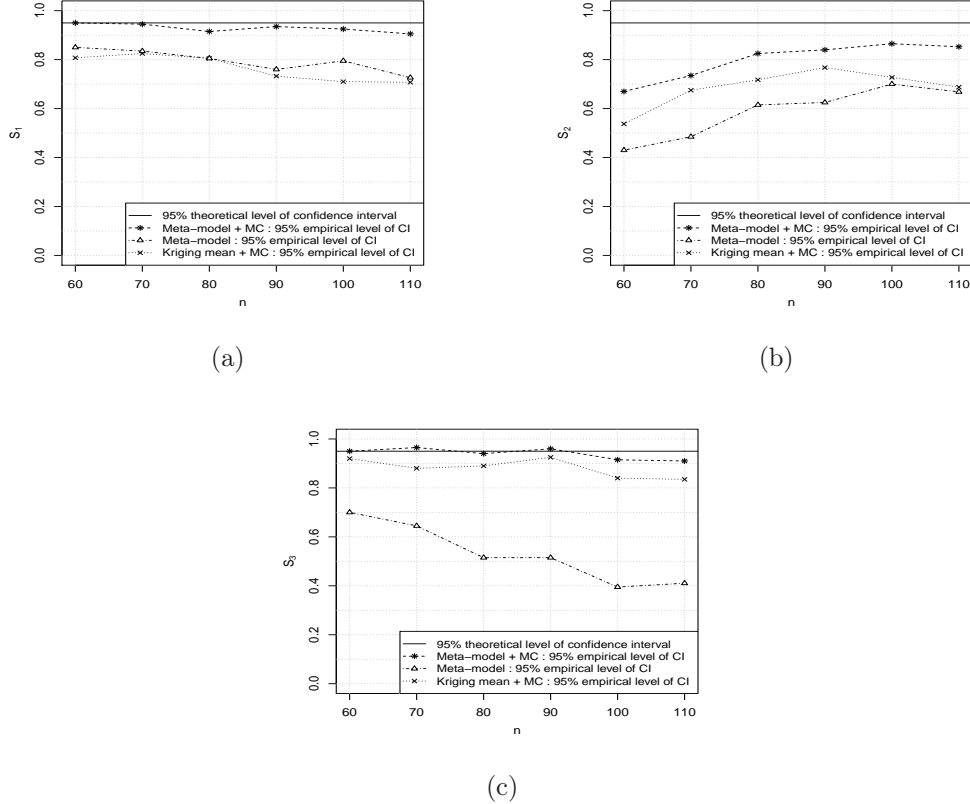 S1
1.0
0.8
0.6
0.4
0.2
0.0
95% theoretical level of confidence interval
Meta−model + MC : 95% empirical level of CI
Meta−model : 95% empirical level of CI
Kriging mean + MC : 95% empirical level of CI
60 70 80 90 100 110
n
(a)
S2
1.0
0.8
0.6
0.4
0.2
0.0
95% theoretical level of confidence interval
Meta−model + MC : 95% empirical level of CI
Meta−model : 95% empirical level of CI
Kriging mean + MC : 95% empirical level of CI
60 70 80 90 100 110
n
(b)
S3
1.0
0.8
0.6
0.4
0.2
0.0
95% theoretical level of confidence interval
Meta−model + MC : 95% empirical level of CI
Meta−model : 95% empirical level of CI
Kriging mean + MC : 95% empirical level of CI
60 70 80 90 100 110
n
(c)